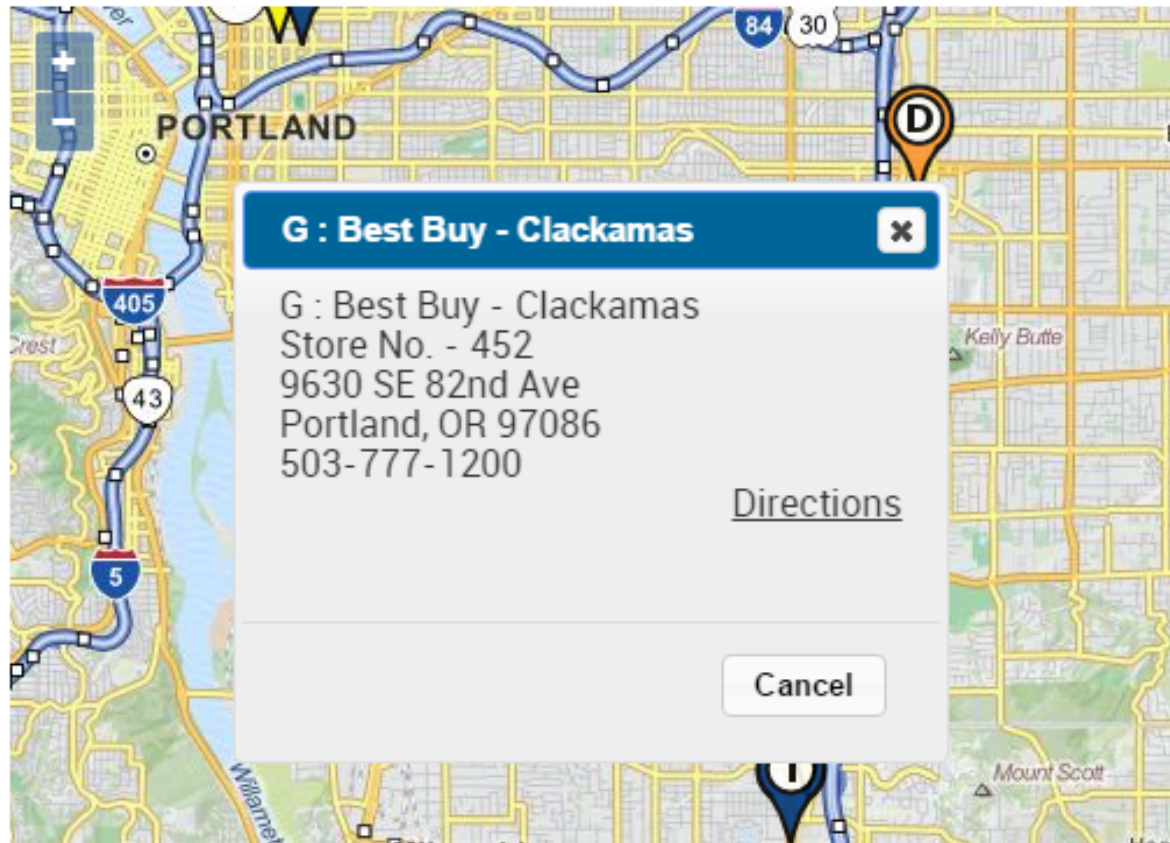 84
30
+
D
–
PORTLAND
G : Best Buy - Clackamas
G : Best Buy - Clackamas
Store No. - 452
9630 SE 82nd Ave
Portland, OR 97086
503-777-1200
Directions
Cancel
405
Crest
43
5
Kelly Butte
Mount Scott
Willamet